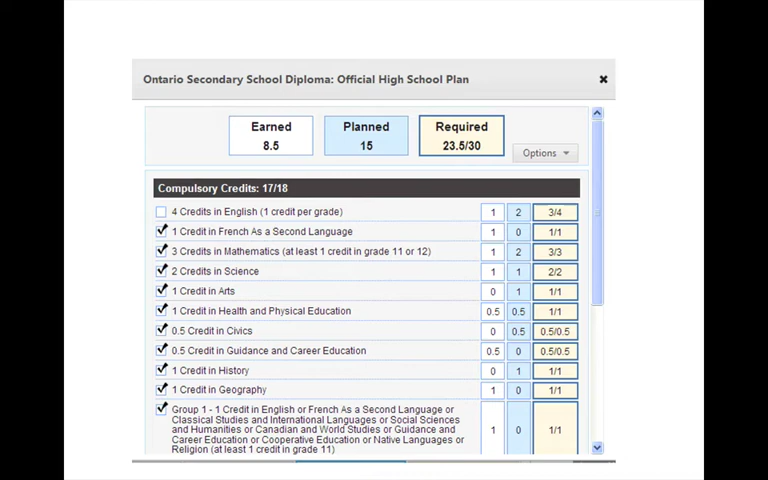 Ontario Secondary School Diploma: Official High School Plan
Earned Planned Required
8.5 15 23.5/30
Options
Compulsory Credits: 17/18
4 Credits in English (1 credit per grade) 1 2 3/4
1 Credit in French As a Second Language 1 0 1/1
3 Credits in Mathematics (at least 1 credit in grade 11 or 12) 1 2 3/3
2 Credits in Science 1 1 2/2
1 Credit in Arts 0 1 1/1
1 Credit in Health and Physical Education 0.5 0.5 1/1
0.5 Credit in Civics 0 0.5 0.5/0.5
0.5 Credit in Guidance and Career Education 0.5 0 0.5/0.5
1 Credit in History 0 1 1/1
1 Credit in Geography 1 0 1/1
Group 1 - 1 Credit in English or French As a Second Language or
Classical Studies and International Languages or Social Sciences
and Humanities or Canadian and World Studies or Guidance and
Career Education or Cooperative Education or Native Languages or
Religion (at least 1 credit in grade 11) 1 0 1/1